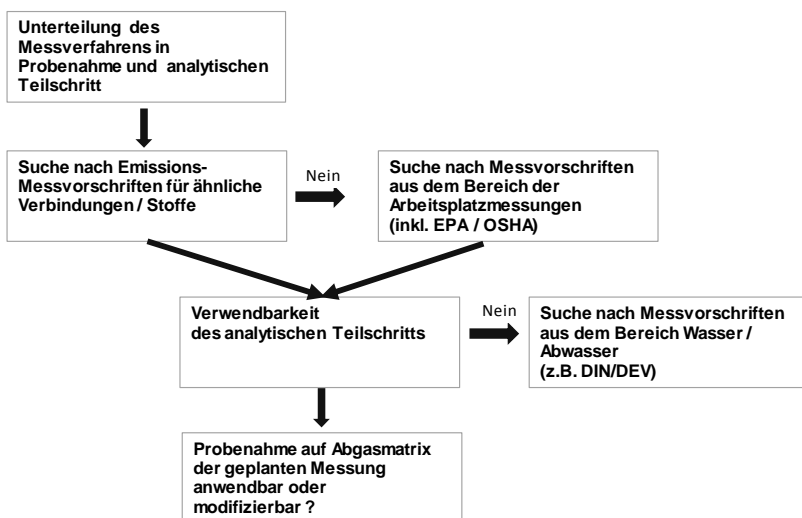 Unterteilung des
Messverfahrens in
Probenahme und analytischen
Teilschritt
Suche nach Emissions-
Messvorschriften für ähnliche
Verbindungen / Stoffe
Nein
Suche nach Messvorschriften
aus dem Bereich der
Arbeitsplatzmessungen
(inkl. EPA / OSHA)
Verwendbarkeit
des analytischen Teilschritts
Nein
Suche nach Messvorschriften
aus dem Bereich Wasser /
Abwasser
(z.B. DIN/DEV)
Probenahme auf Abgasmatrix
der geplanten Messung
anwendbar oder
modifizierbar ?